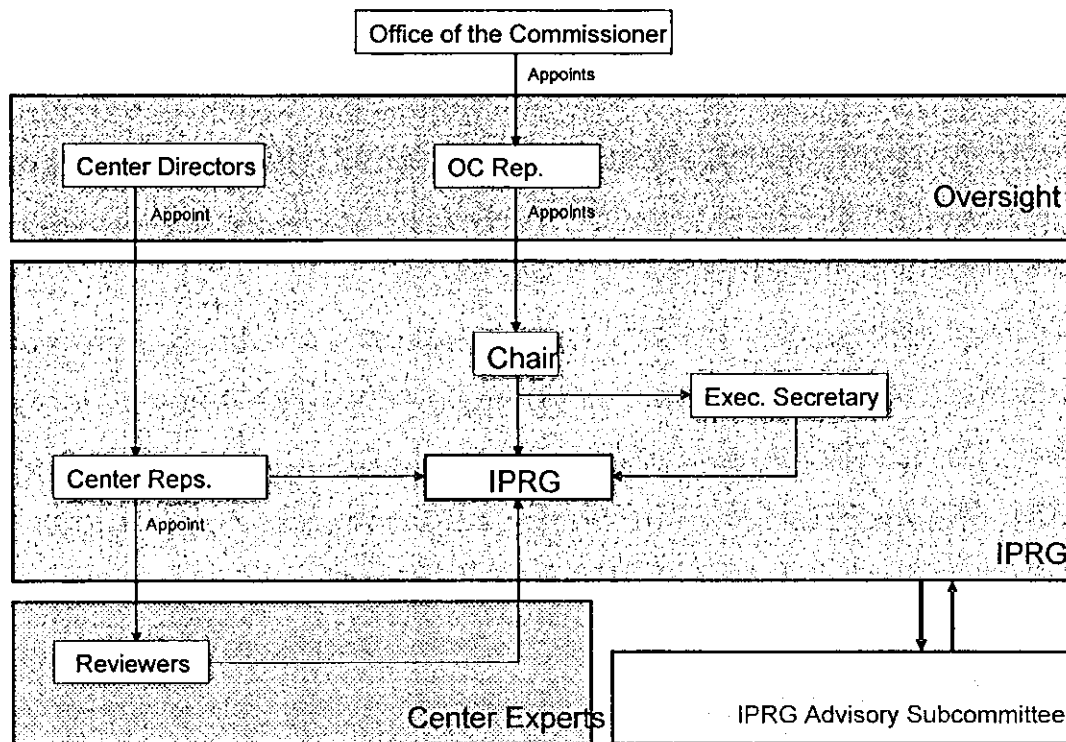 Office of the Commissioner
Appoints
Center Directors
OC Rep.
Oversight
Appoint
Appoints
Chair
Exec. Secretary
Center Reps.
IPRG
Appoint
IPRG
Reviewers
Center Experts
IPRG Advisory Subcommittee